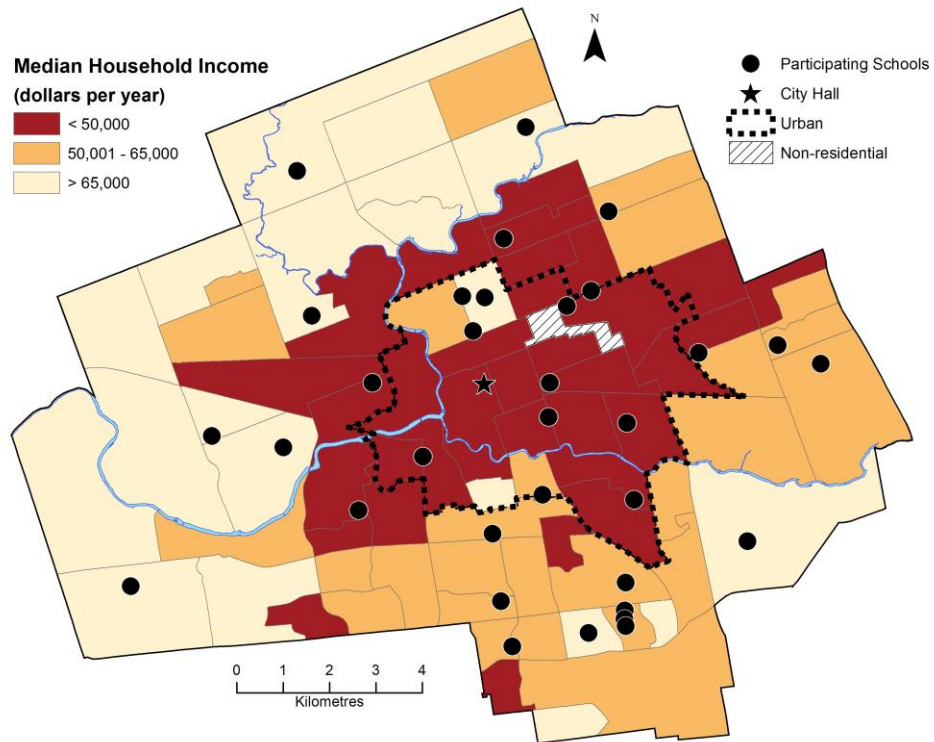 N
Median Household Income
(dollars per year)
< 50,000
50,001 - 65,000
> 65,000
Participating Schools
City Hall
Urban
Non-residential
0 1 2 3 4
Kilometres